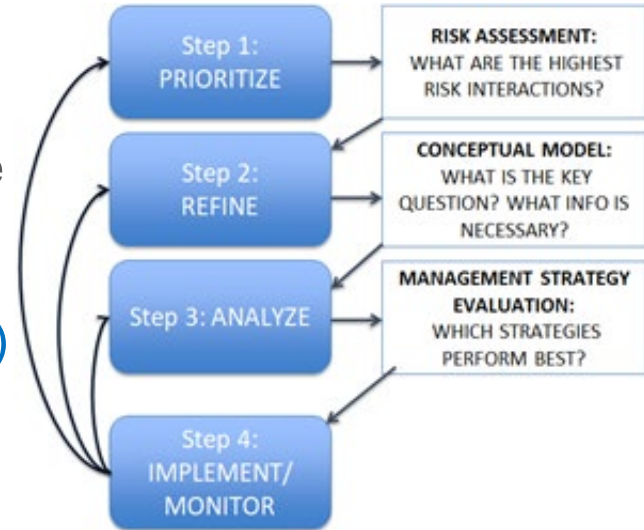 Step 1:
PRIORITIZE
RISK ASSESSMENT:
WHAT ARE THE HIGHEST
RISK INTERACTIONS?
e
Step 2:
REFINE
CONCEPTUAL MODEL:
WHAT IS THE KEY
QUESTION? WHAT INFO IS
NECESSARY?
)
Step 3: ANALYZE
MANAGEMENT STRATEGY
EVALUATION:
WHICH STRATEGIES
PERFORM BEST?
Step 4:
IMPLEMENT/
MONITOR